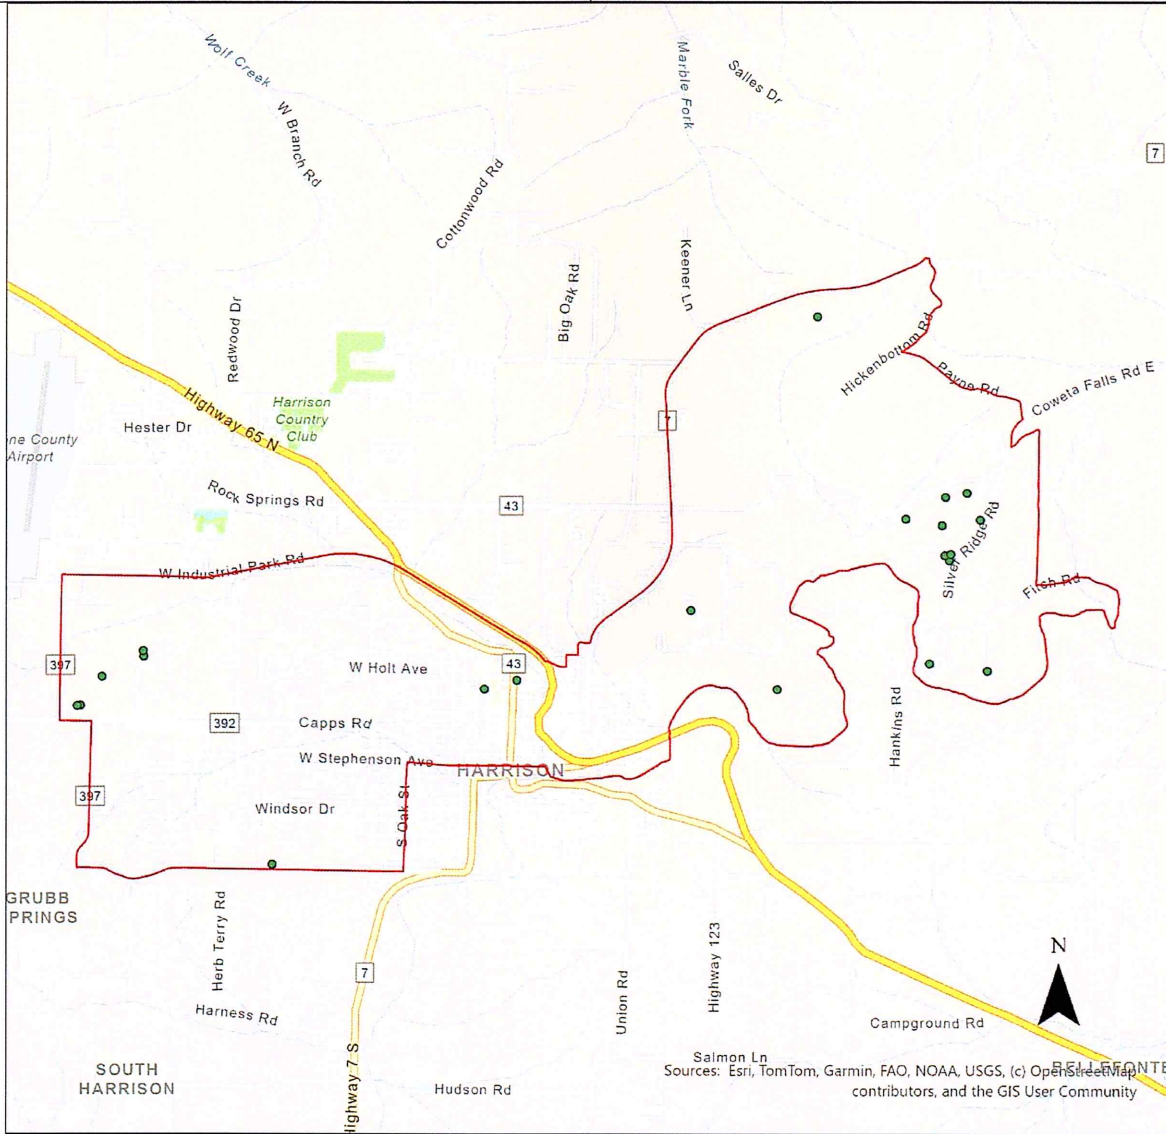 Wolf Creek
Marble Fork
Salles Dr
W Branch Rd
7
Cottonwood Rd
Keener Ln
Big Oak Rd
Redwood Dr
Hickenbottom Rd
Payne Rd
Coweta Falls Rd E
Harrison
Country
Club
Highway 65 N
Hester Dr
7
ne County
Airport
Rock Springs Rd
43
Silver Ridge Rd
W Industrial Park Rd
Fitch Rd
397
W Holt Ave
43
Hankins Rd
392
Capps Rd
W Stephenson Ave
HARRISON
397
Windsor Dr
S Oak St
GRUBB
PRINGS
Herb Terry Rd
Highway 123
N
7
Union Rd
Harness Rd
Campground Rd
Salmon Ln
SOUTH
HARRISON
Highway 7 S
Hudson Rd
BELLEFONTE
Sources: Esri, TomTom, Garmin, FAO, NOAA, USGS, (c) OpenStreetMap
contributors, and the GIS User Community